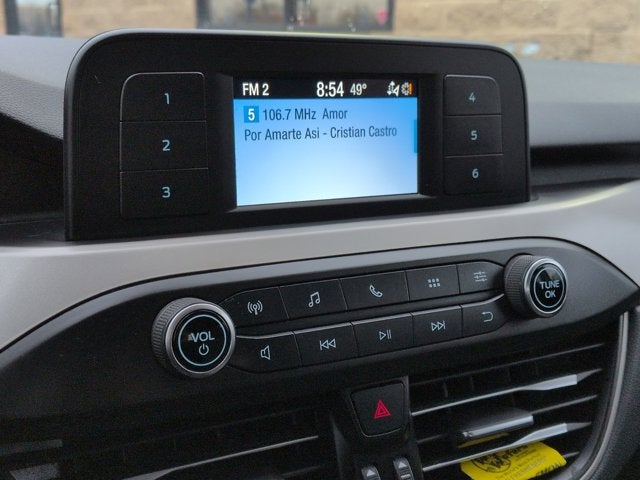 FM 2 8:54 49°
5 106.7 MHz Amor
Por Amarte Asi - Cristian Castro
1
2
3
4
5
6
VOL
TUNE
OK